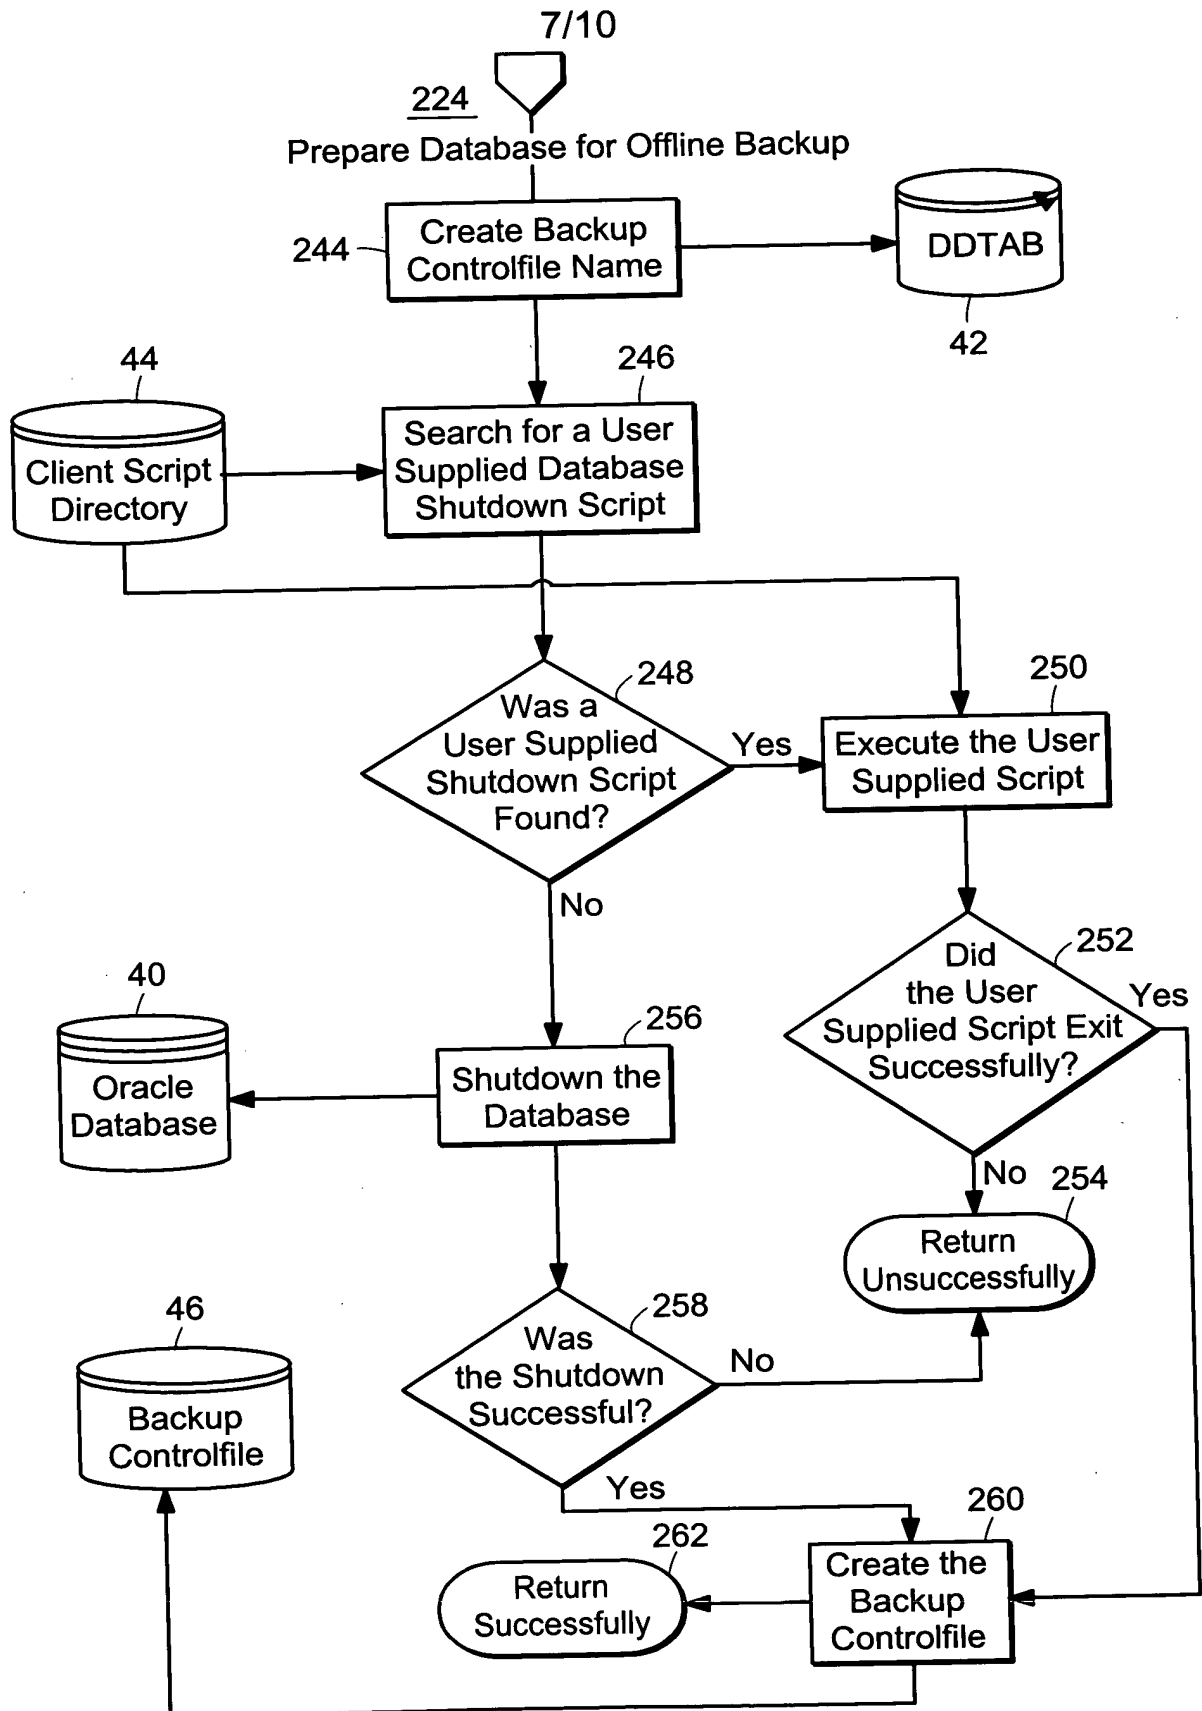 7/10
224
Prepare Database for Offline Backup
244
Create Backup
Controlfile Name
DDTAB
42
44
Client Script
Directory
246
Search for a User
Supplied Database
Shutdown Script
248
Was a
User Supplied
Shutdown Script
Found?
Yes
No
250
Execute the User
Supplied Script
252
Did
the User
Supplied Script Exit
Successfully?
Yes
No
40
Oracle
Database
256
Shutdown the
Database
254
Return
Unsuccessfully
46
Backup
Controlfile
258
Was
the Shutdown
Successful?
No
Yes
262
Return
Successfully
260
Create the
Backup
Controlfile